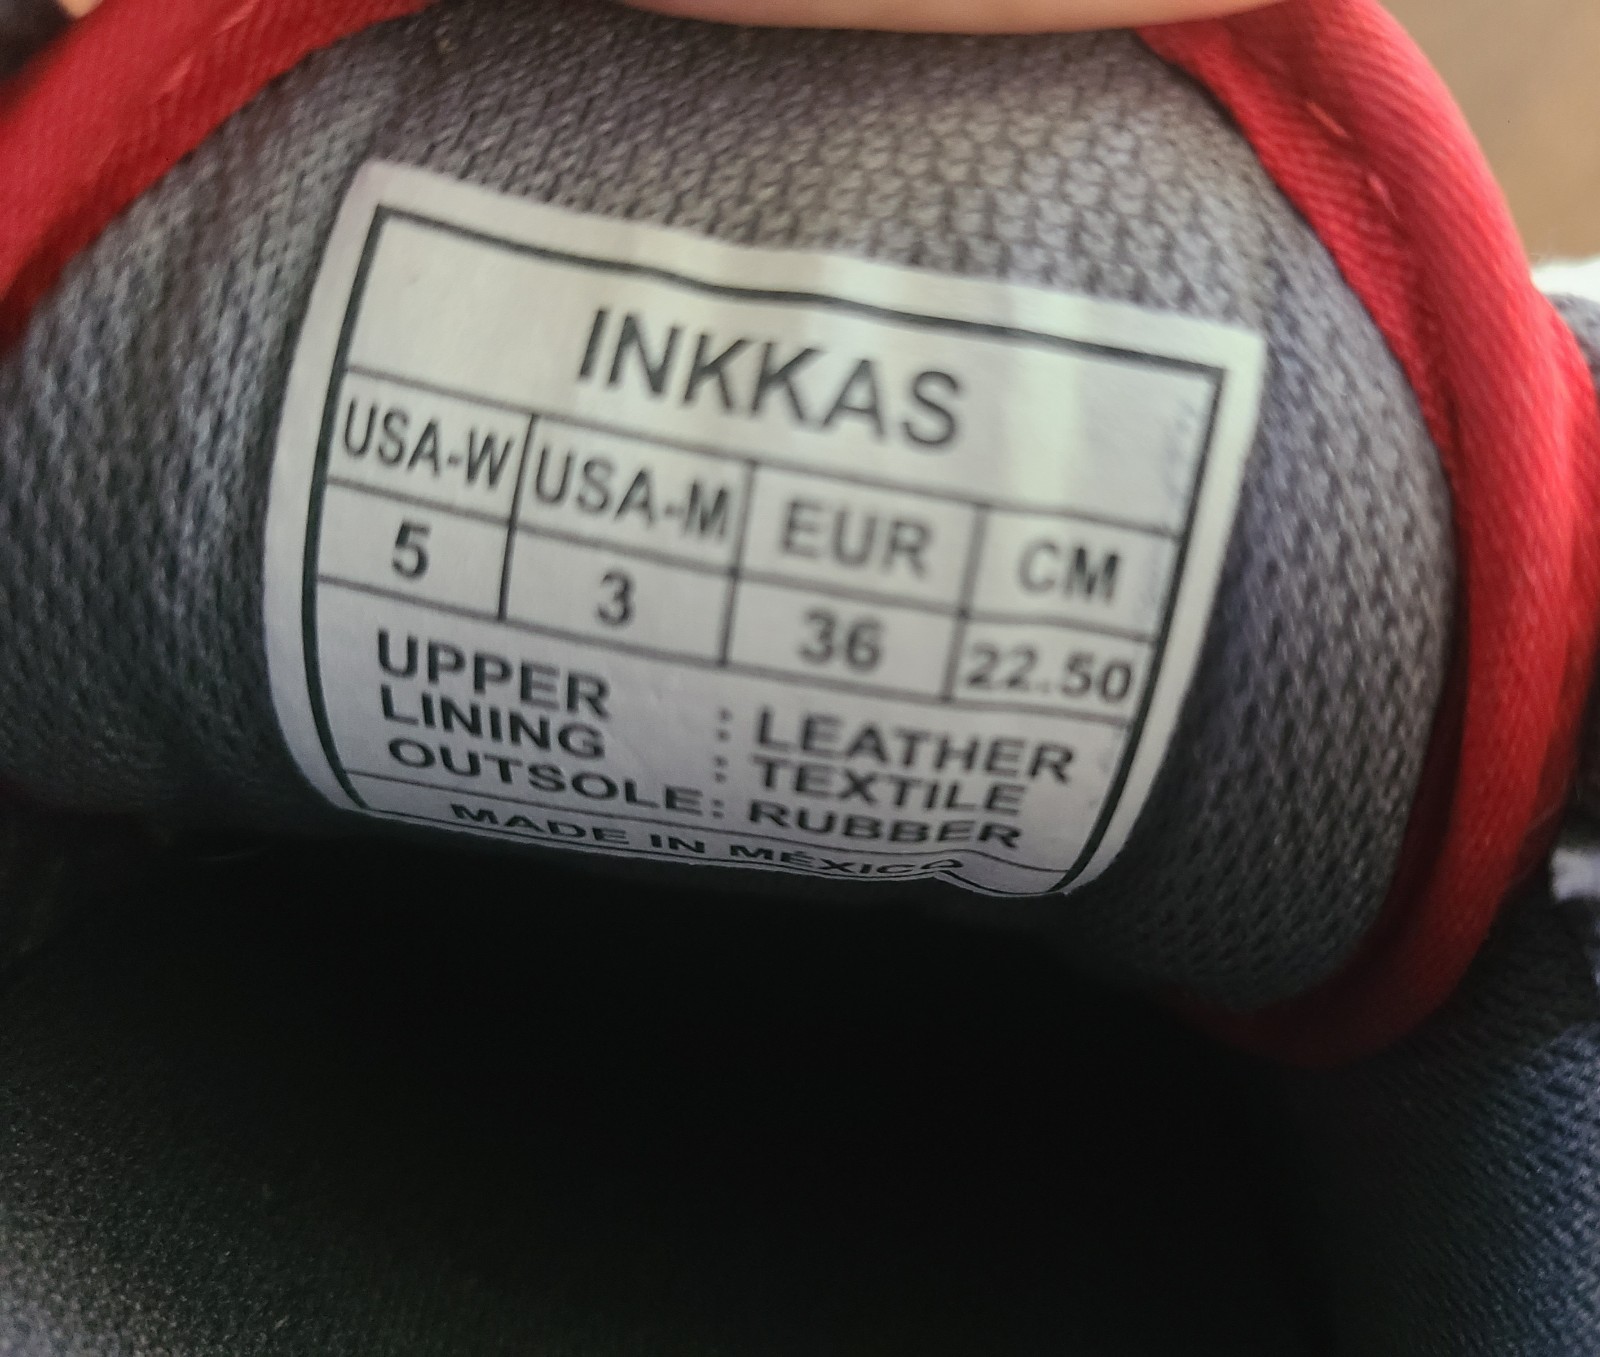 INKKAS
USA-W USA-M EUR CM
5 3 36 22.50
UPPER : LEATHER
LINING : TEXTILE
OUTSOLE: RUBBER
MADE IN MÉXICO